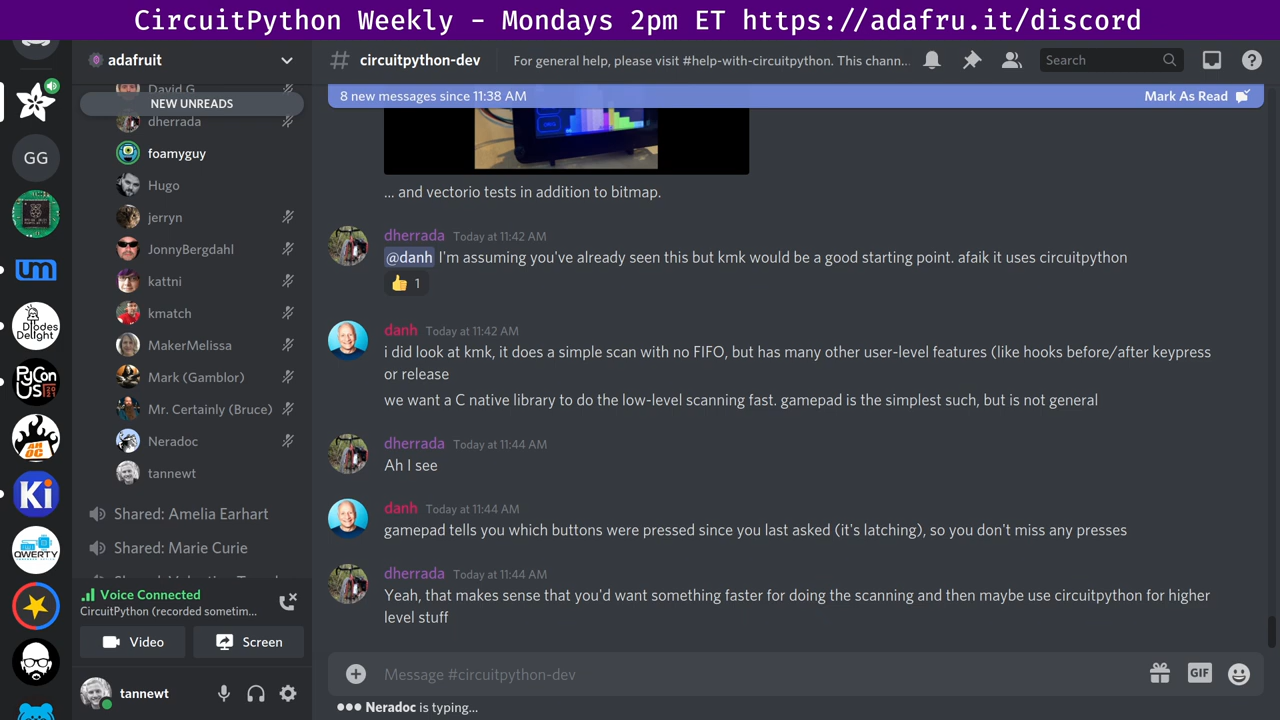 CircuitPython Weekly - Mondays 2pm ET https://adafru.it/discord
adafruit
# circuitpython-dev
For general help, please visit #help-with-circuitpython. This chann...
Search
David G
NEW UNREADS
8 new messages since 11:38 AM
Mark As Read
dherrada
foamyguy
GG
Hugo
jerryn
JonnyBergdahl
kattni
kmatch
MakerMelissa
Mark (Gamblor)
Mr. Certainly (Bruce)
Neradoc
tannewt
Shared: Amelia Earhart
Shared: Marie Curie
Voice Connected
CircuitPython (recorded sometim...
Video
Screen
tannewt
um
Diodes
Delight
PyCon
US
AH
OC
Ki
QWERTY
... and vectorio tests in addition to bitmap.
dherrada Today at 11:42 AM
@danh I'm assuming you've already seen this but kmk would be a good starting point. afaik it uses circuitpython
👍 1
danh Today at 11:42 AM
i did look at kmk, it does a simple scan with no FIFO, but has many other user-level features (like hooks before/after keypress
or release
we want a C native library to do the low-level scanning fast. gamepad is the simplest such, but is not general
dherrada Today at 11:44 AM
Ah I see
danh Today at 11:44 AM
gamepad tells you which buttons were pressed since you last asked (it's latching), so you don't miss any presses
dherrada Today at 11:44 AM
Yeah, that makes sense that you'd want something faster for doing the scanning and then maybe use circuitpython for higher
level stuff
Message #circuitpython-dev
GIF
Neradoc is typing...